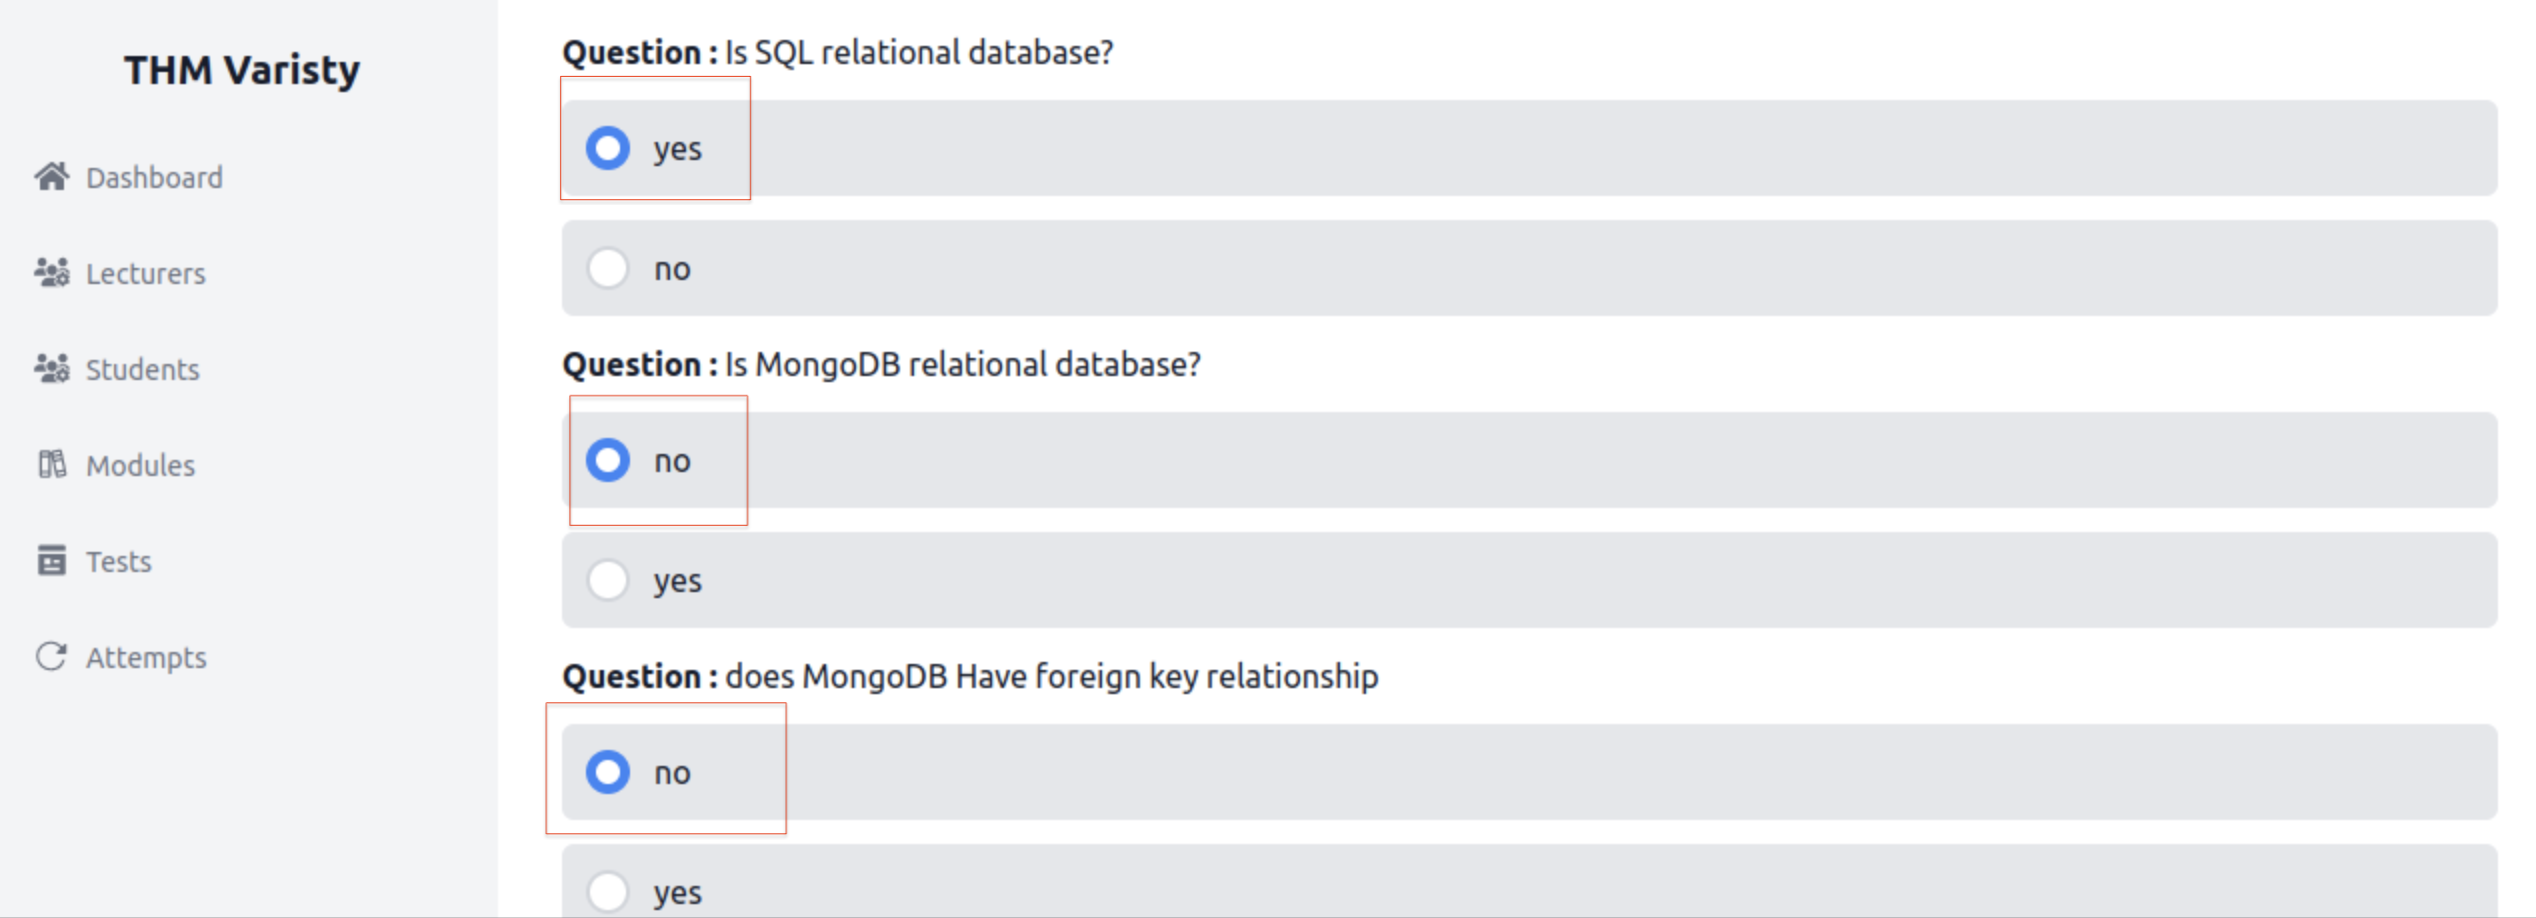 THM Varisty
Dashboard
Lecturers
Students
Modules
Tests
Attempts
Question : Is SQL relational database?
yes
no
Question : Is MongoDB relational database?
no
yes
Question : does MongoDB Have foreign key relationship
no
yes